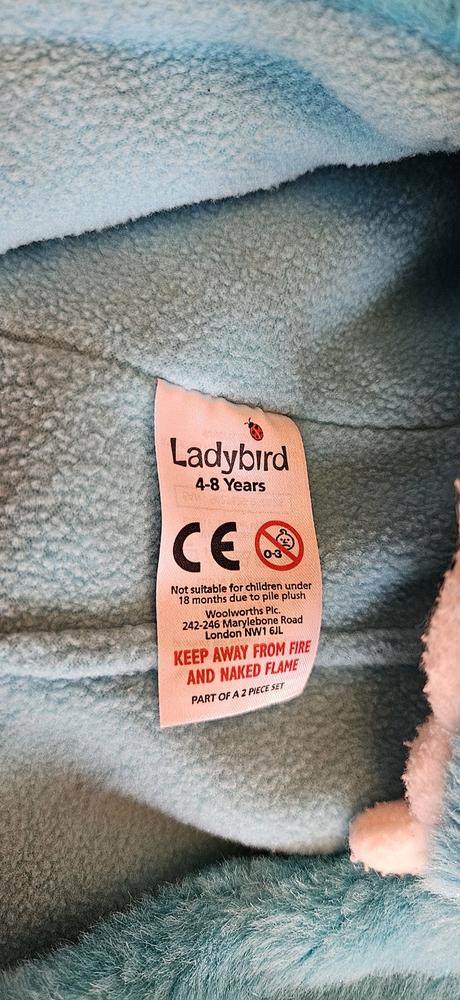 Ladybird
4-8 Years
CE
0-3
Not suitable for children under
18 months due to pile plush
Woolworths Plc.
242-246 Marylebone Road
London NW1 6JL
KEEP AWAY FROM FIRE
AND NAKED FLAME
PART OF A 2 PIECE SET